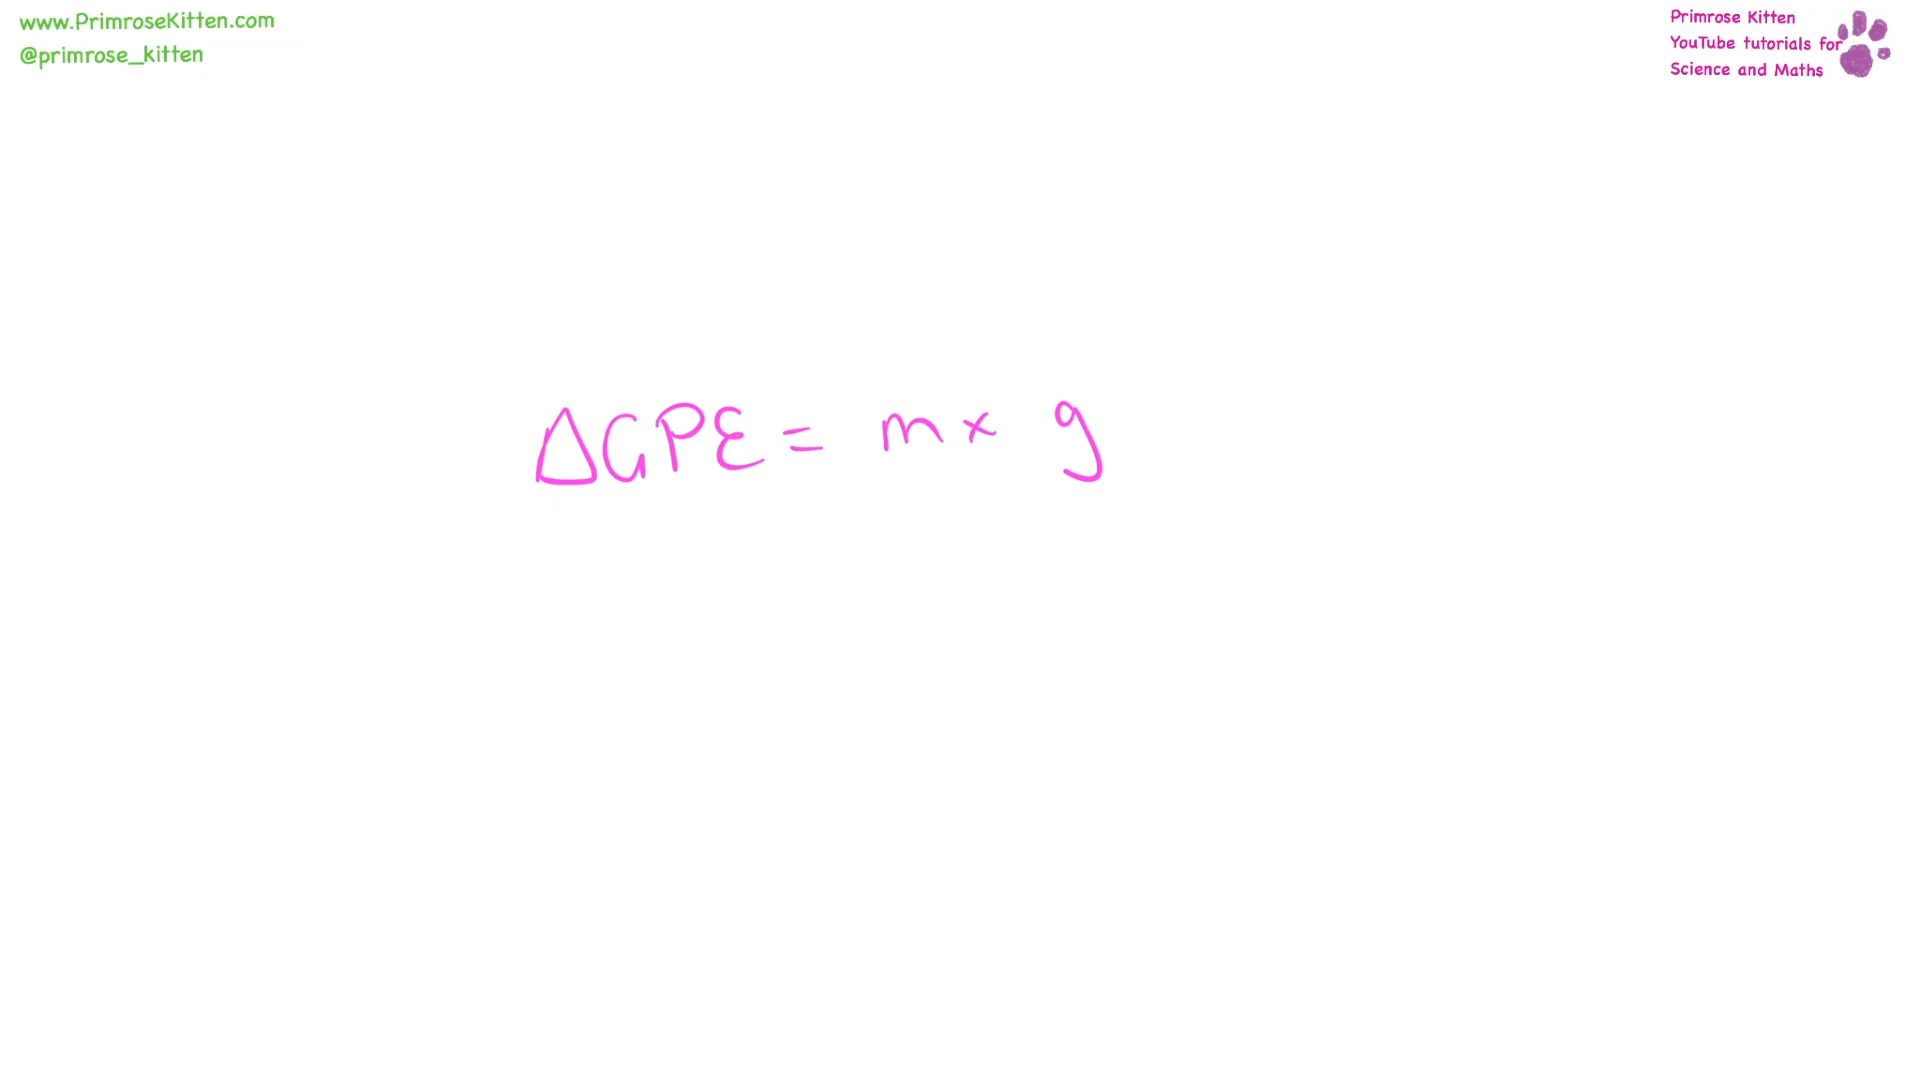 www.PrimroseKitten.com
@primrose_kitten
Primrose Kitten
YouTube tutorials for
Science and Maths
ΔGPE = m × g